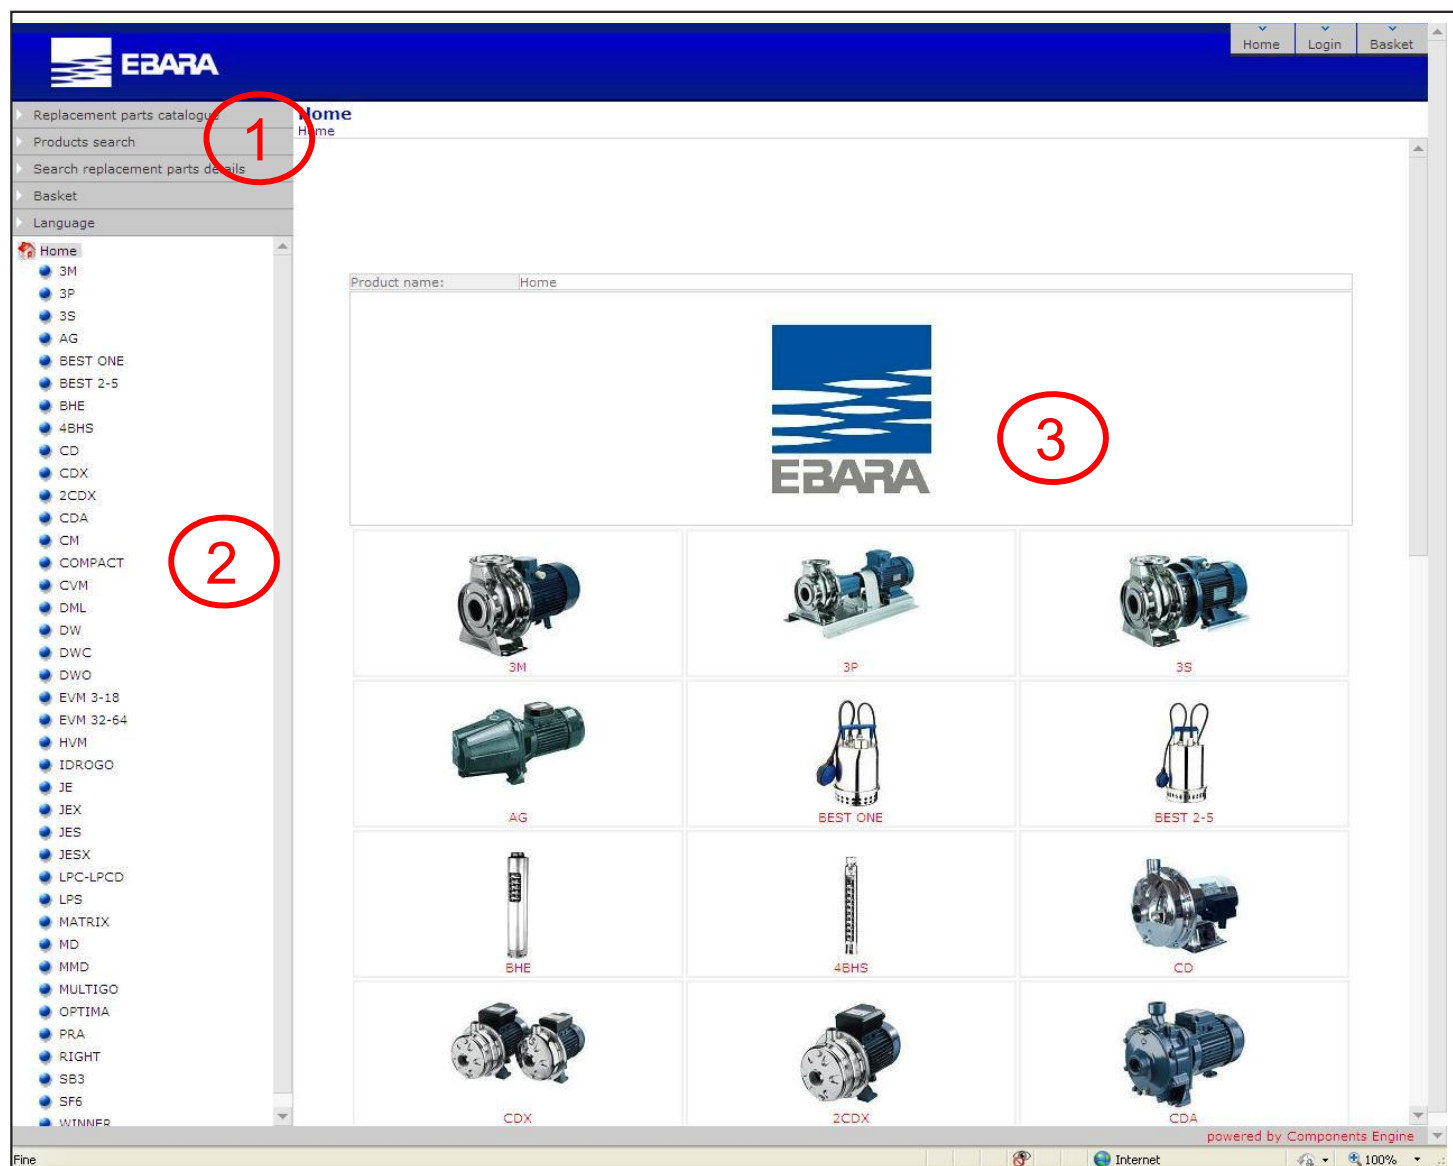 EBARA
Home Login Basket
Replacement parts catalogue
Products search
Search replacement parts details
Basket
Language
1
Home
Home
Home
3M
3P
3S
AG
BEST ONE
BEST 2-5
BHE
4BHS
CD
CDX
2CDX
CDA
CM
COMPACT
CVM
DML
DW
DWC
DWO
EVM 3-18
EVM 32-64
HVM
IDROGO
JE
JEX
JES
JESX
LPC-LPCD
LPS
MATRIX
MD
MMD
MULTIGO
OPTIMA
PRA
RIGHT
SB3
SF6
WINNER
2
Product name: Home
EBARA
3
3M 3P 3S
AG BEST ONE BEST 2-5
BHE 4BHS CD
CDX 2CDX CDA
powered by Components Engine
Fine Internet 100%